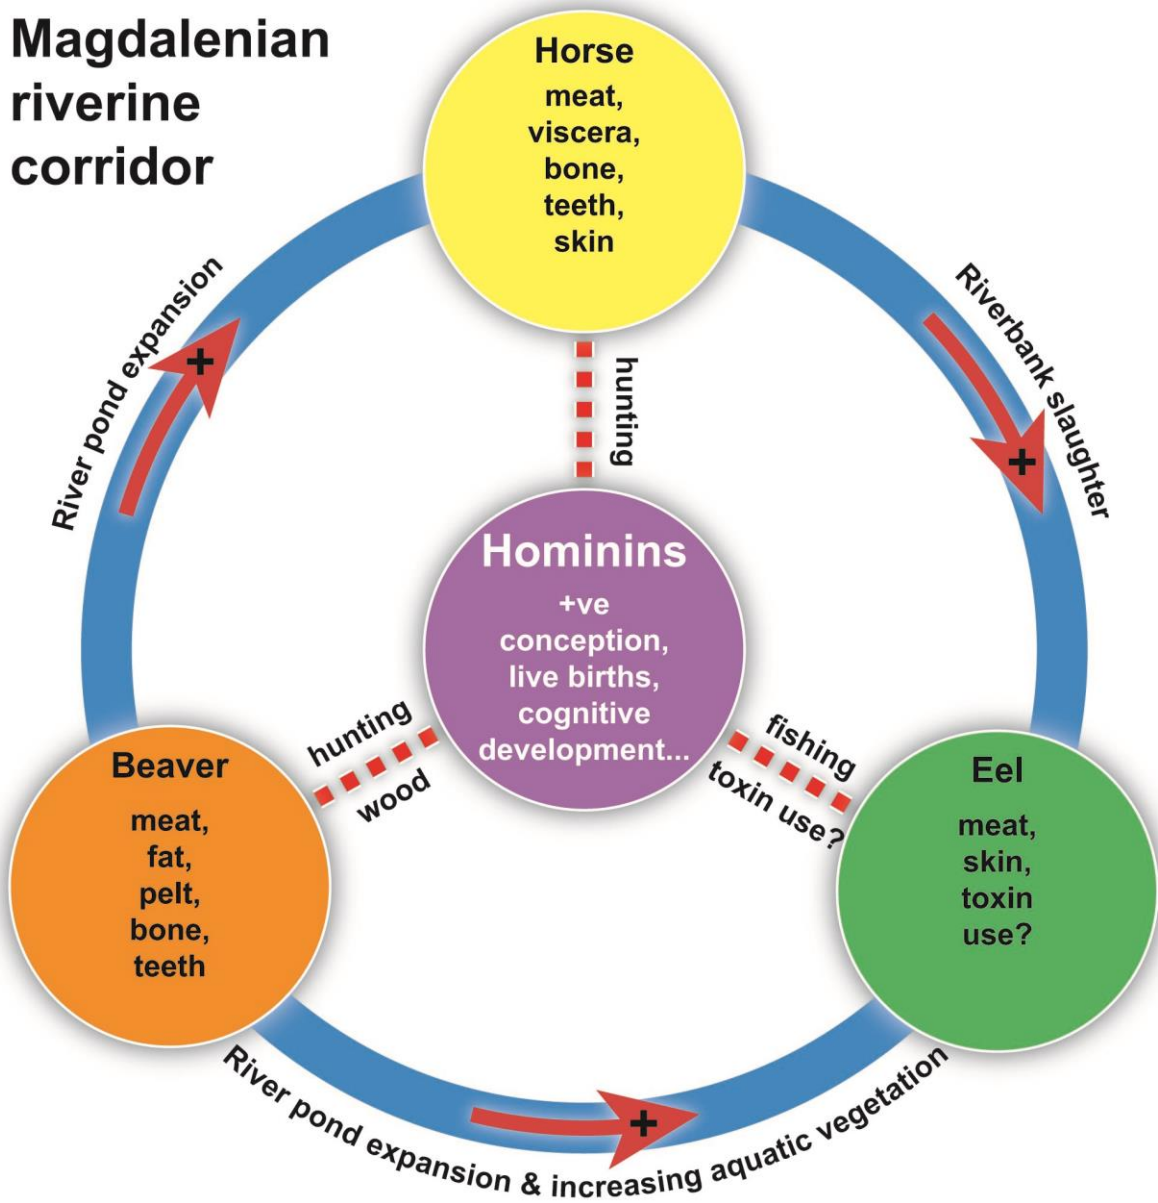 Magdalenian
riverine
corridor
Horse
meat,
viscera,
bone,
teeth,
skin
River pond expansion
+
Riverbank slaughter
+
hunting
Hominins
+ve
conception,
live births,
cognitive
development...
hunting
wood
fishing
toxin use?
Beaver
meat,
fat,
pelt,
bone,
teeth
Eel
meat,
skin,
toxin
use?
+
River pond expansion & increasing aquatic vegetation